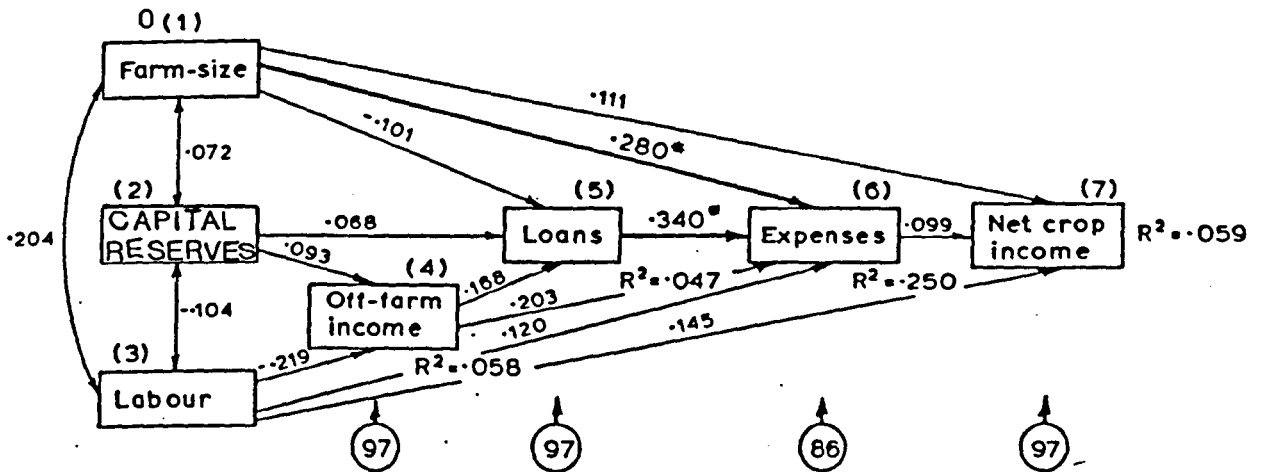 O (1)
Farm-size
·111
-·101
·280*
·072
(2)
CAPITAL
RESERVES
·068
·093
(5)
Loans
·340*
(6)
Expenses
·099
(7)
Net crop
income
R²=·059
·204
-·104
(4)
Off-farm
income
·168
R²=·047
·203
·120
R²=·250
·145
(3)
Labour
-·219
R²=·058
97
97
86
97